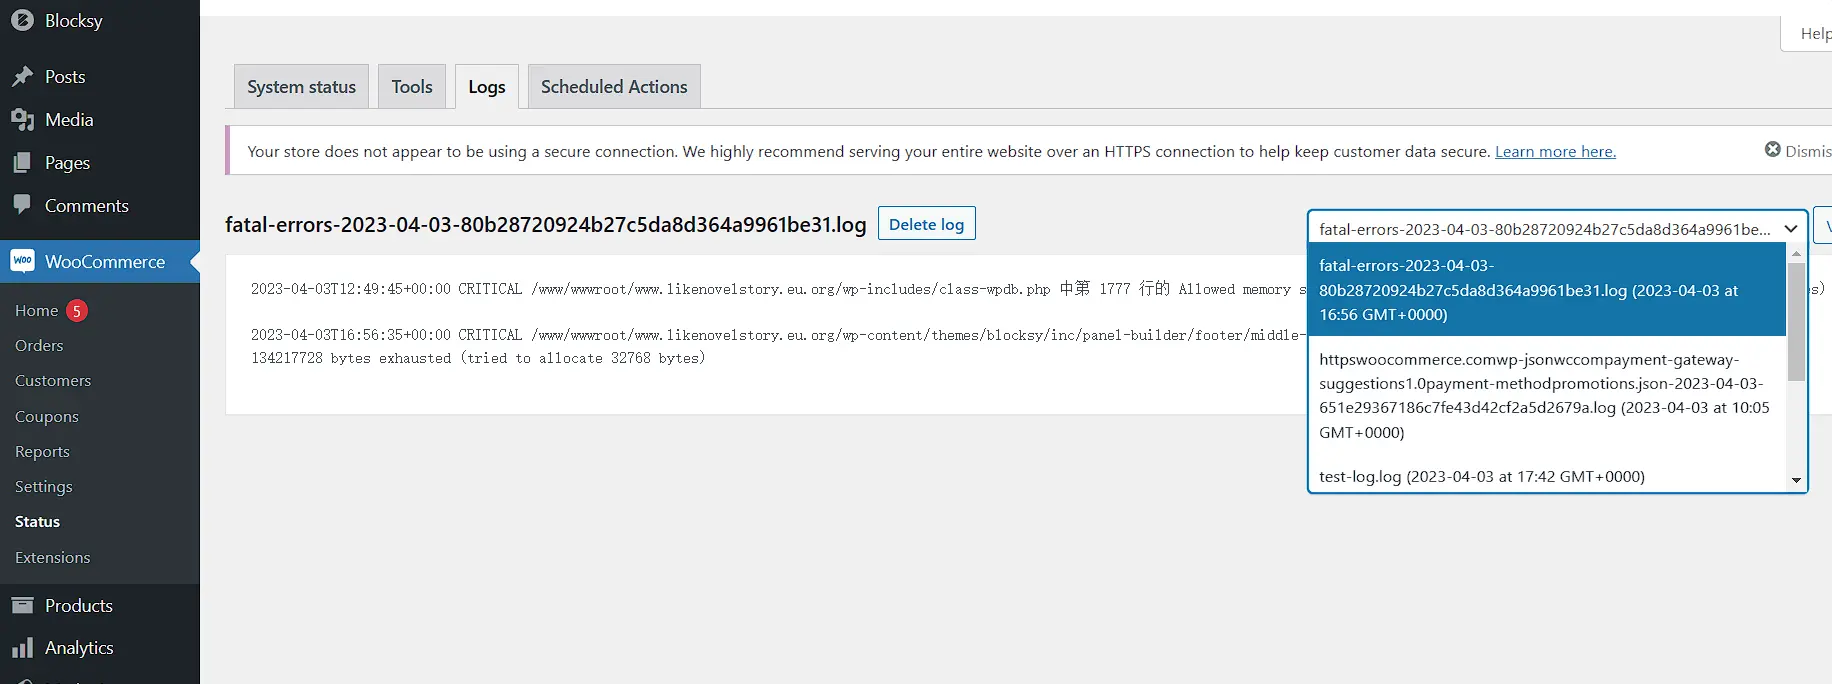 Blocksy
Posts
Media
Pages
Comments
WooCommerce
Home 5
Orders
Customers
Coupons
Reports
Settings
Status
Extensions
Products
Analytics
Help
System status
Tools
Logs
Scheduled Actions
Your store does not appear to be using a secure connection. We highly recommend serving your entire website over an HTTPS connection to help keep customer data secure. Learn more here.
Dismis
fatal-errors-2023-04-03-80b28720924b27c5da8d364a9961be31.log
Delete log
fatal-errors-2023-04-03-80b28720924b27c5da8d364a9961be...
fatal-errors-2023-04-03-
80b28720924b27c5da8d364a9961be31.log (2023-04-03 at
16:56 GMT+0000)
httpswoocommerce.comwp-jsonwccompayment-gateway-
suggestions1.0payment-methodpromotions.json-2023-04-03-
651e29367186c7fe43d42cf2a5d2679a.log (2023-04-03 at 10:05
GMT+0000)
test-log.log (2023-04-03 at 17:42 GMT+0000)
2023-04-03T12:49:45+00:00 CRITICAL /www/wwwroot/www.likenovelstory.eu.org/wp-includes/class-wpdb.php 中第 1777 行的 Allowed memory s
2023-04-03T16:56:35+00:00 CRITICAL /www/wwwroot/www.likenovelstory.eu.org/wp-content/themes/blocksy/inc/panel-builder/footer/middle-
134217728 bytes exhausted (tried to allocate 32768 bytes)